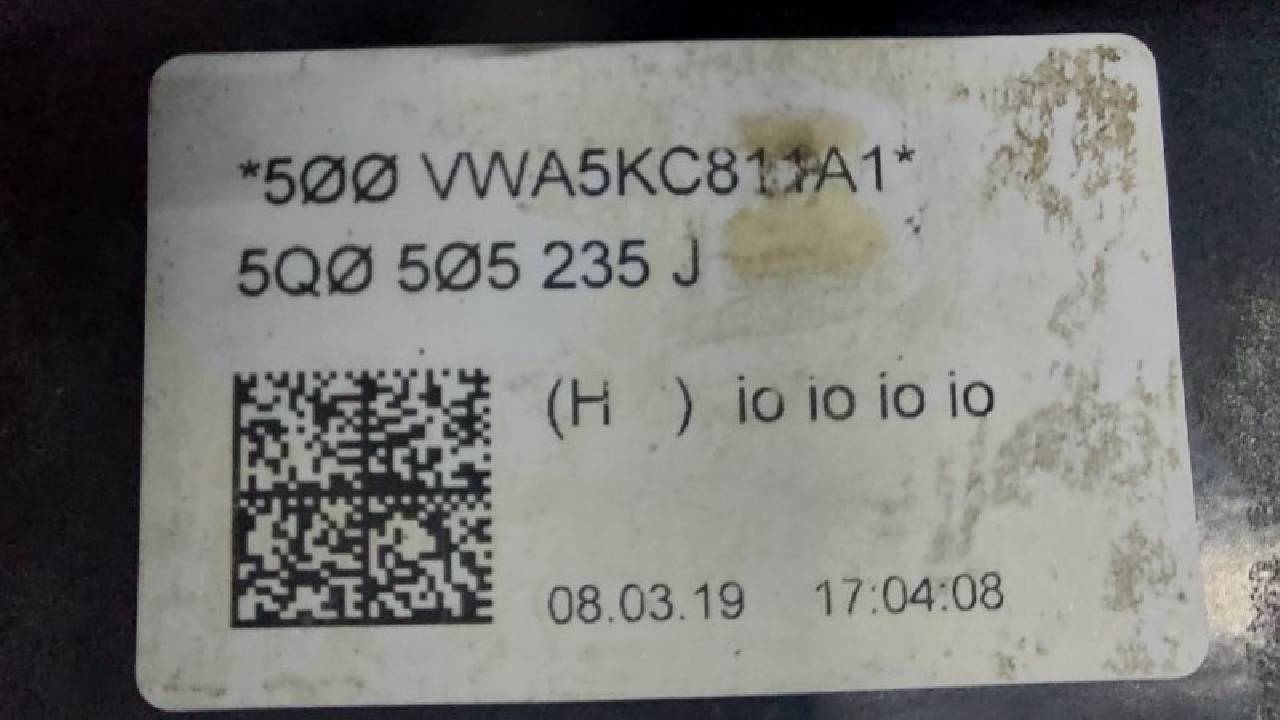 *5ØØ VWA5KC811A1*
5QØ 5Ø5 235 J
(H ) io io io io
08.03.19 17:04:08